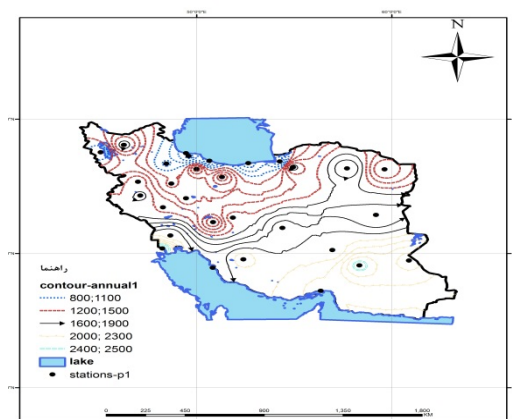 N
راهنما
contour-annual1
800;1100
1200;1500
1600;1900
2000; 2300
2400; 2500
lake
stations-p1
0 225 450 900 1,350 1,800
KM